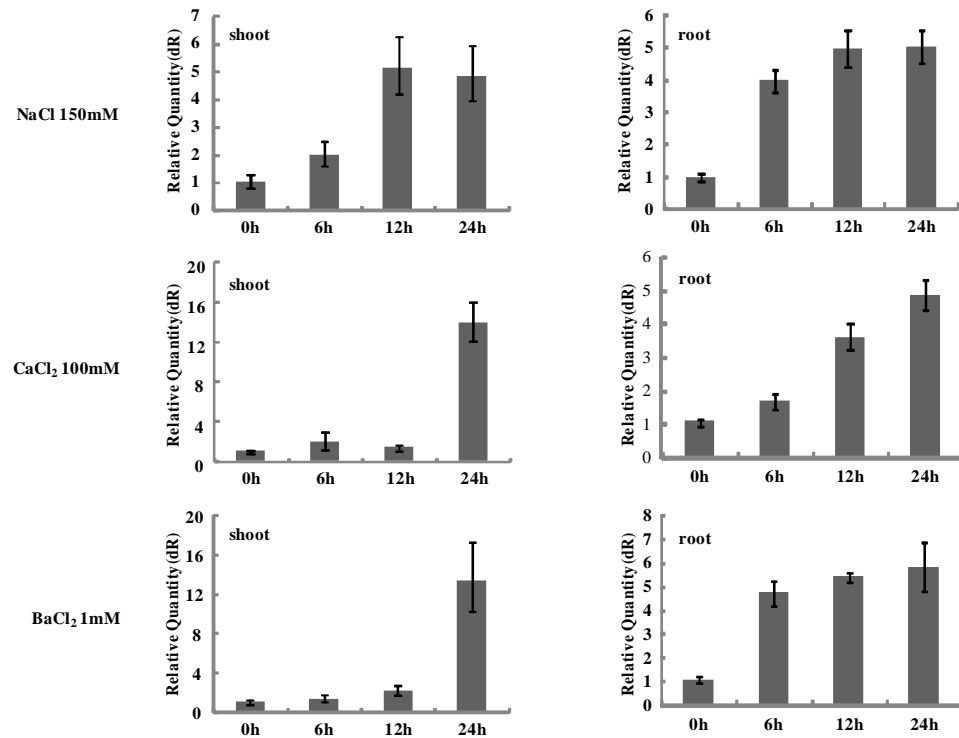 NaCl 150mM
Relative Quantity(dR)
shoot
7
6
5
4
3
2
1
0
0h 6h 12h 24h
Relative Quantity(dR)
root
6
5
4
3
2
1
0
0h 6h 12h 24h
CaCl₂ 100mM
Relative Quantity(dR)
shoot
20
16
12
8
4
0
0h 6h 12h 24h
Relative Quantity(dR)
root
6
5
4
3
2
1
0
0h 6h 12h 24h
BaCl₂ 1mM
Relative Quantity(dR)
shoot
20
16
12
8
4
0
0h 6h 12h 24h
Relative Quantity(dR)
root
8
7
6
5
4
3
2
1
0
0h 6h 12h 24h